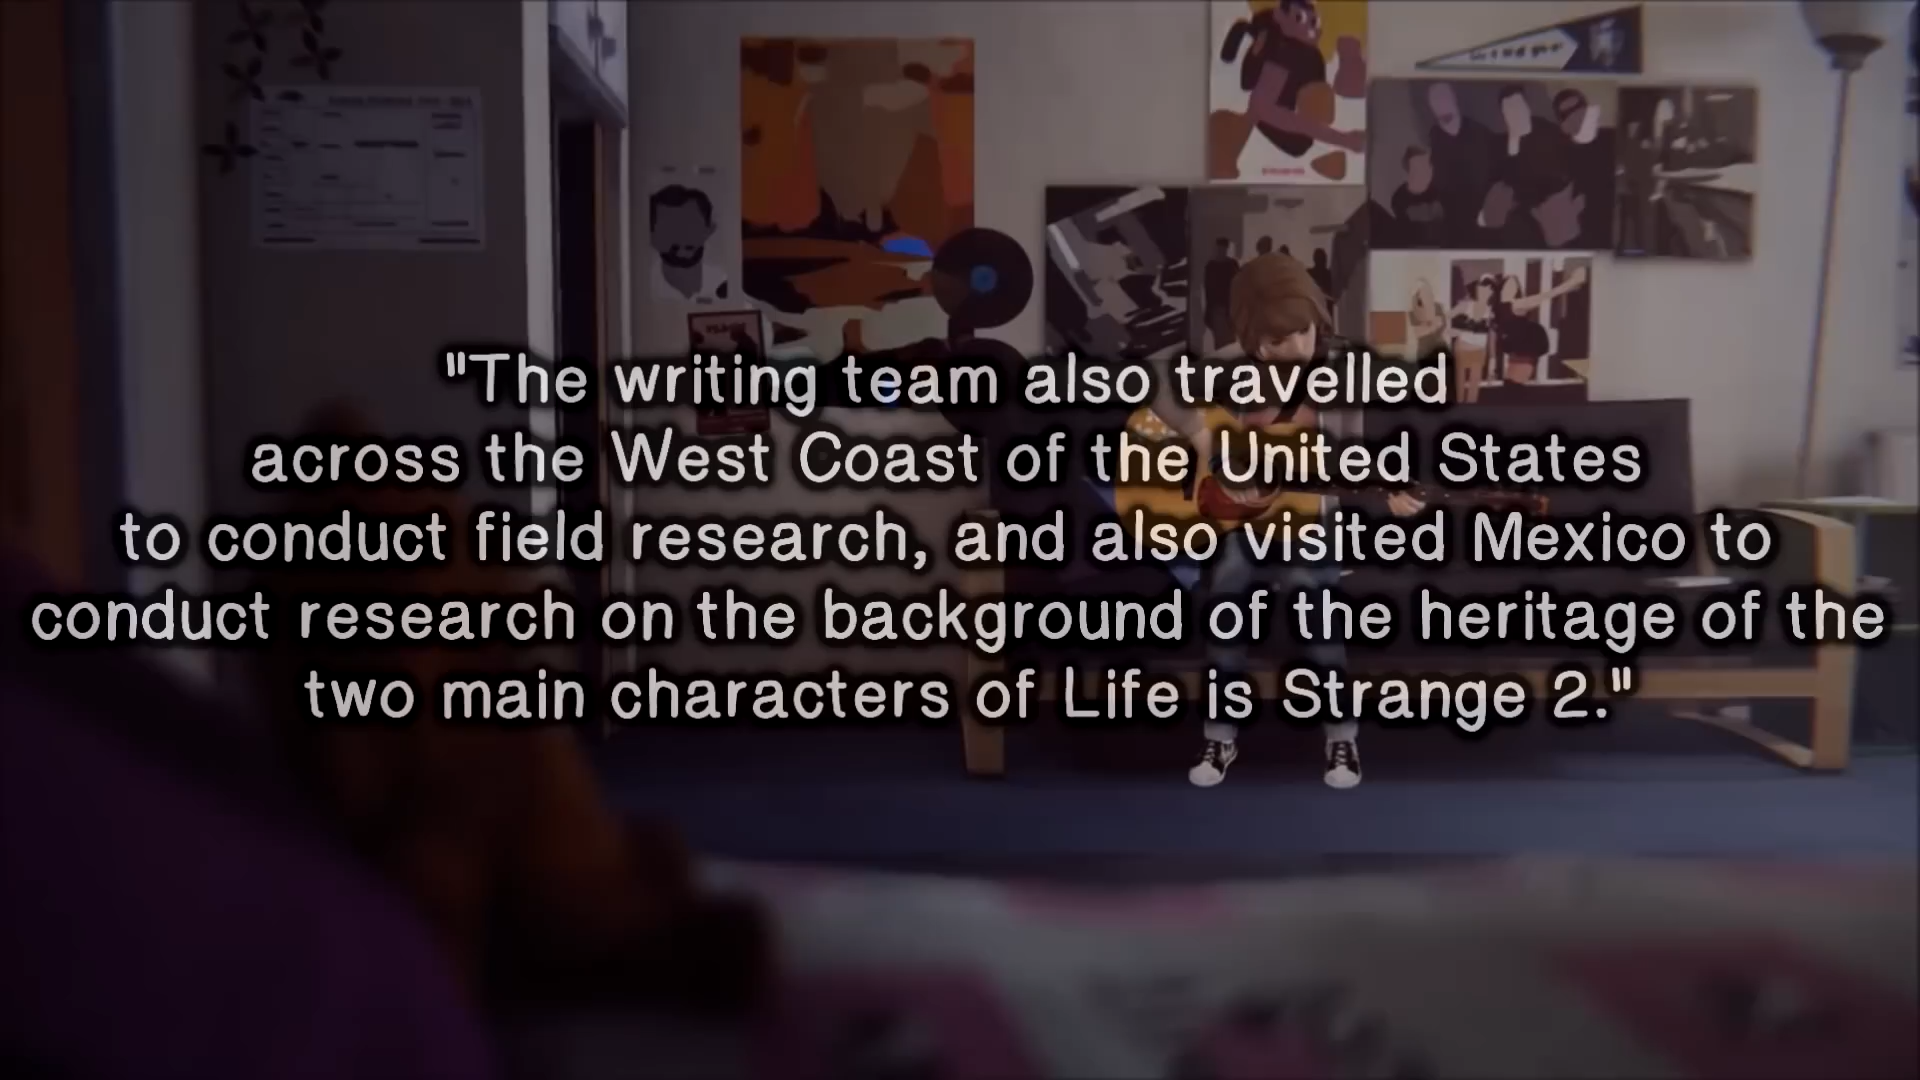 "The writing team also travelled
across the West Coast of the United States
to conduct field research, and also visited Mexico to
conduct research on the background of the heritage of the
two main characters of Life is Strange 2."